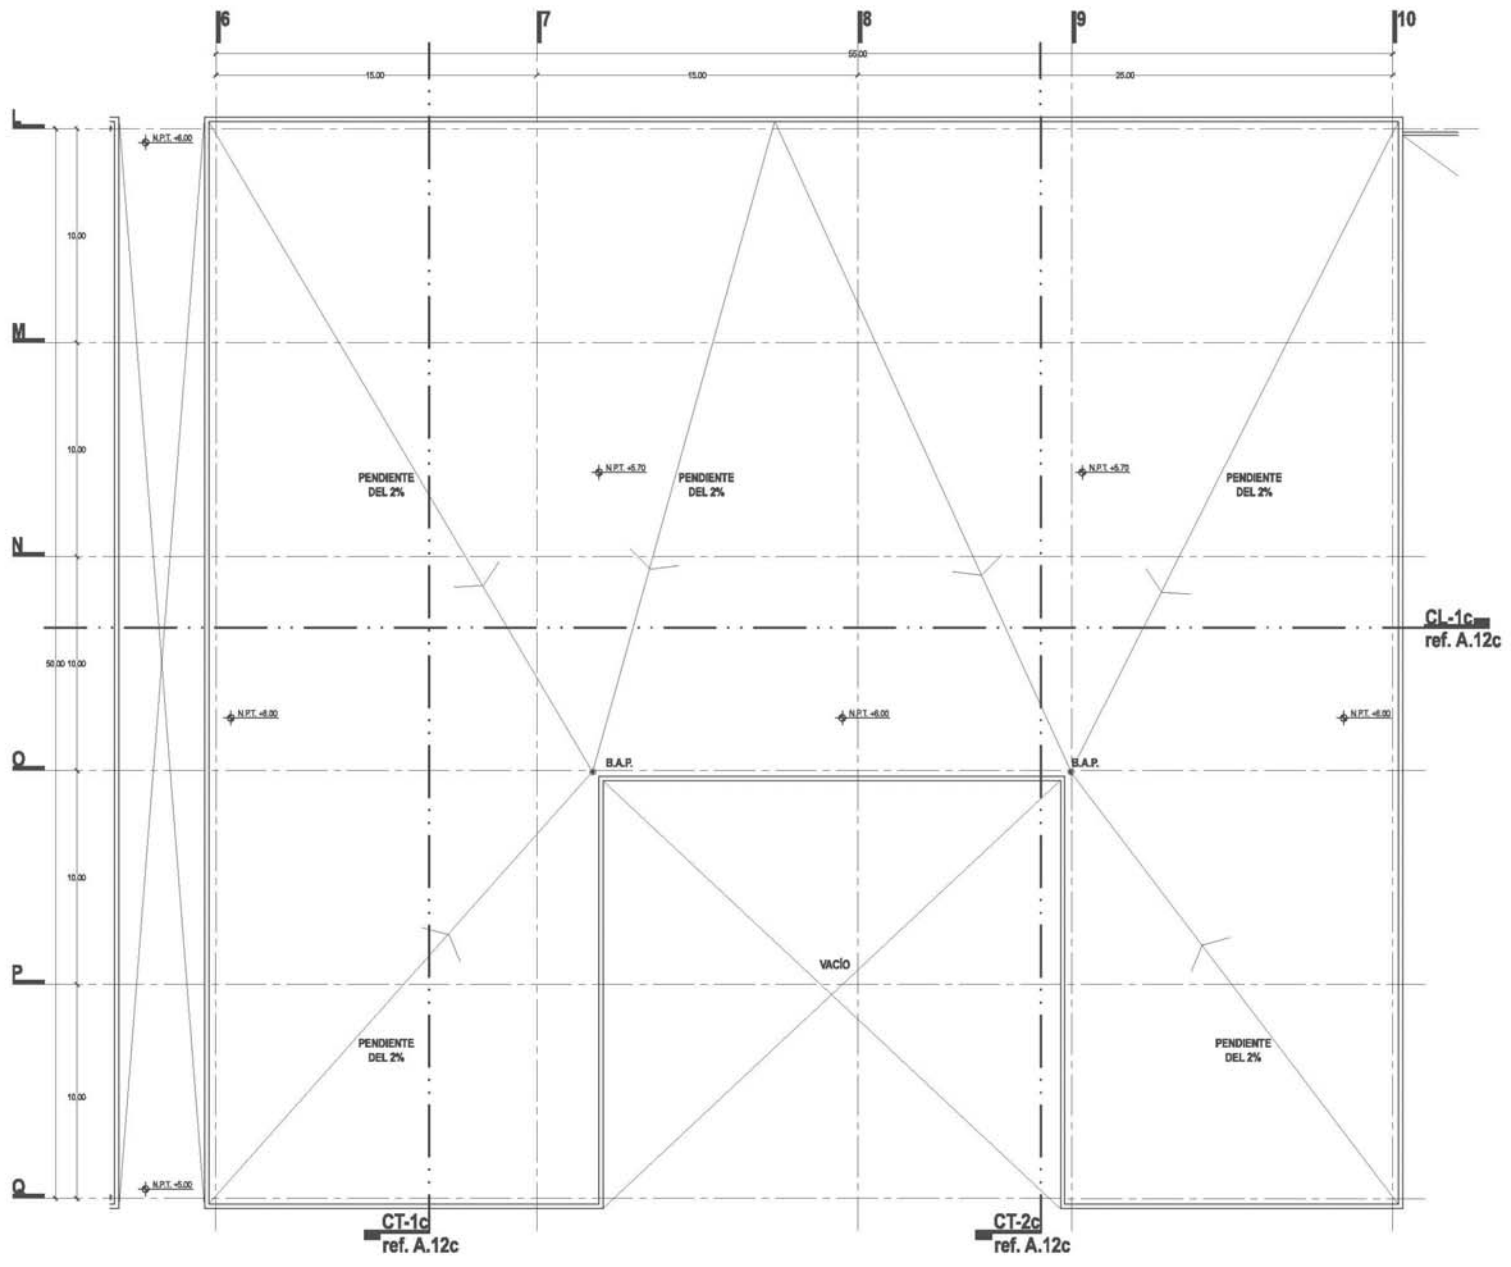 6
7
8
9
10
55.00
15.00
15.00
25.00
L
N.P.T. +6.00
10.00
M
10.00
PENDIENTE
DEL 2%
N.P.T. +5.70
PENDIENTE
DEL 2%
N.P.T. +5.70
PENDIENTE
DEL 2%
N
CL-1c
ref. A.12c
50.00
10.00
N.P.T. +6.00
N.P.T. +6.00
N.P.T. +6.00
O
B.A.P.
B.A.P.
10.00
VACÍO
P
PENDIENTE
DEL 2%
PENDIENTE
DEL 2%
10.00
Q
N.P.T. +5.00
CT-1c
ref. A.12c
CT-2c
ref. A.12c